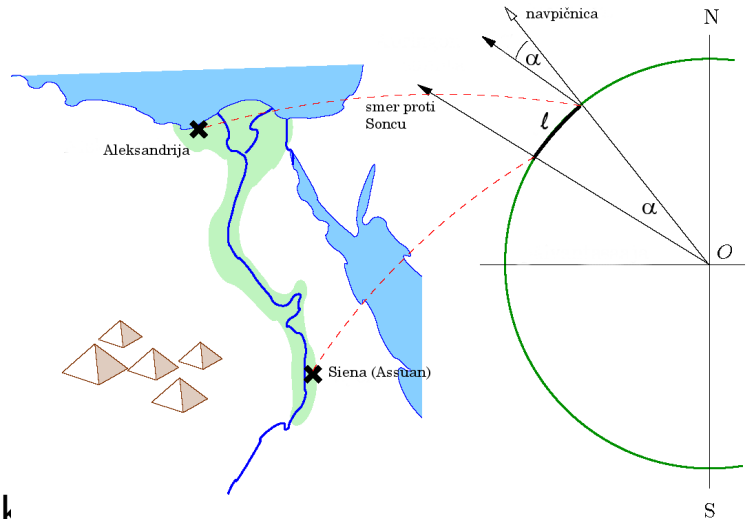 navpičnica
N
α
smer proti
Soncu
ℓ
Aleksandrija
α
O
Siena (Assuan)
S